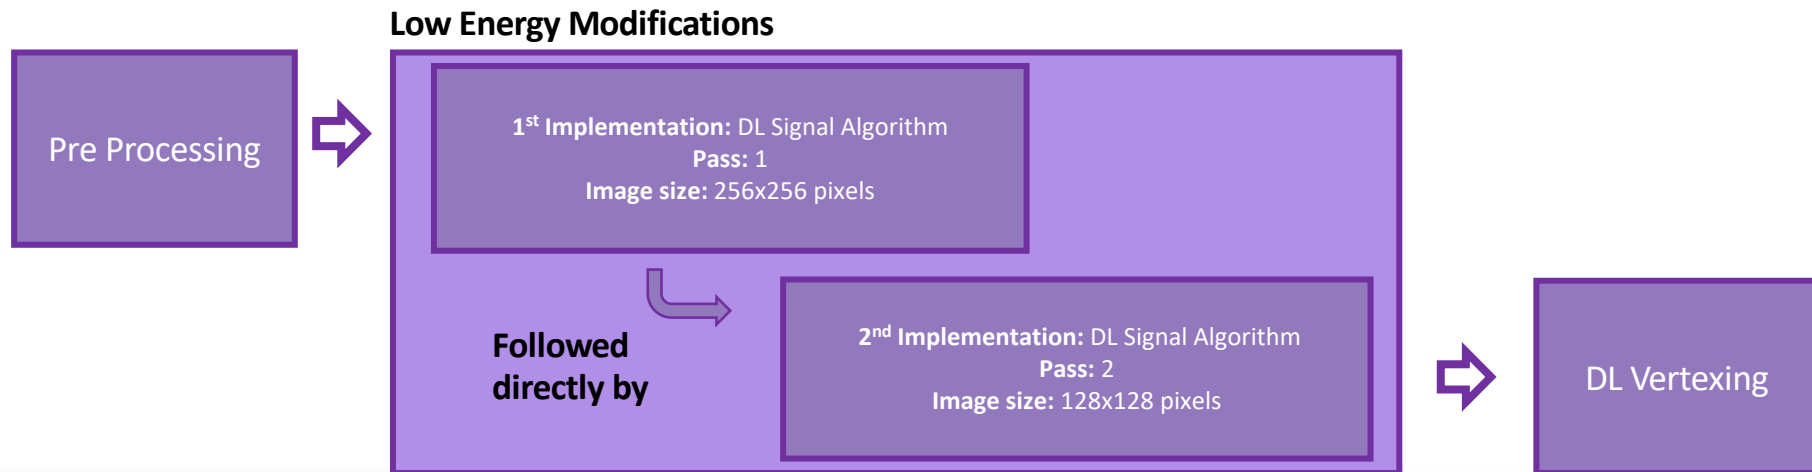 Low Energy Modifications
Pre Processing
1st Implementation: DL Signal Algorithm
Pass: 1
Image size: 256x256 pixels
Followed
directly by
2nd Implementation: DL Signal Algorithm
Pass: 2
Image size: 128x128 pixels
DL Vertexing